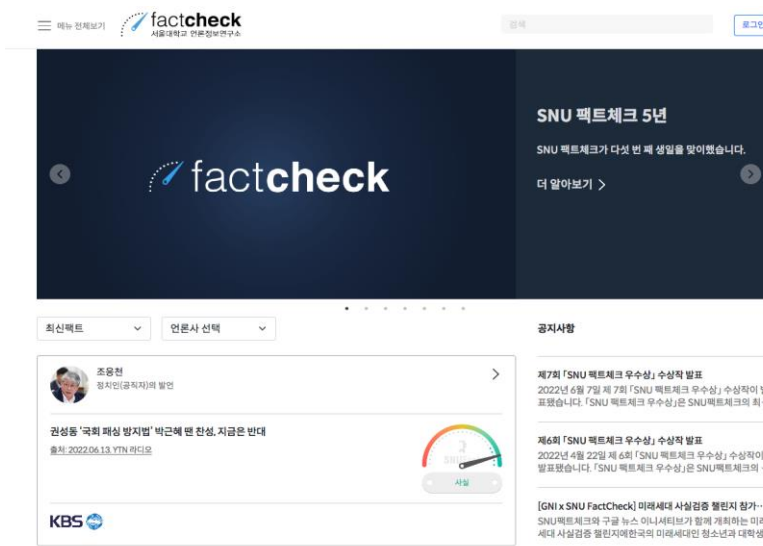 메뉴 전체보기
factcheck
서울대학교 언론정보연구소
검색
로그인
factcheck
SNU 팩트체크 5년
SNU 팩트체크가 다섯 번 째 생일을 맞이했습니다.
더 알아보기
최신팩트
언론사 선택
조응천
정치인(공직자)의 발언
권성동 '국회 패싱 방지법' 박근혜 땐 찬성, 지금은 반대
출처: 2022.06.13. YTN 라디오
사실
KBS
공지사항
제7회 「SNU 팩트체크 우수상」 수상작 발표
2022년 6월 7일 제 7회 「SNU 팩트체크 우수상」 수상작이
표됐습니다. 「SNU 팩트체크 우수상」은 SNU팩트체크의
제6회 「SNU 팩트체크 우수상」 수상작 발표
2022년 4월 22일 제 6회 「SNU 팩트체크 우수상」 수상작이
발표됐습니다. 「SNU 팩트체크 우수상」은 SNU팩트체크의
[GNI x SNU FactCheck] 미래세대 사실검증 챌린지 참가···
SNU팩트체크와 구글 뉴스 이니셔티브가 함께 개최하는 미래
세대 사실검증 챌린지에한국의 미래세대인 청소년과 대학생